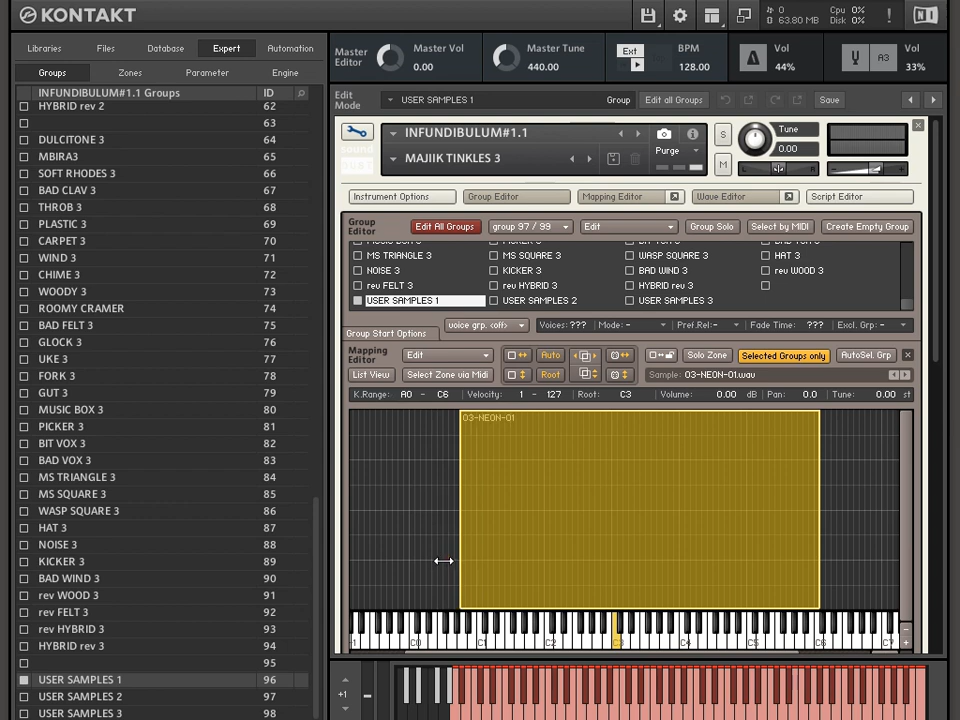 KONTAKT
0
63.80 MB
Cpu 0%
Disk 0%
Libraries Files Database Expert Automation
Groups Zones Parameter Engine
Master Editor
Master Vol 0.00
Master Tune 440.00
Ext
BPM 128.00
Vol 44%
A3
Vol 33%
INFUNDIBULUM#1.1 Groups ID
HYBRID rev 2 62
63
DULCITONE 3 64
MBIRA3 65
SOFT RHODES 3 66
BAD CLAV 3 67
THROB 3 68
PLASTIC 3 69
CARPET 3 70
WIND 3 71
CHIME 3 72
WOODY 3 73
ROOMY CRAMER 74
BAD FELT 3 75
GLOCK 3 76
UKE 3 77
FORK 3 78
GUT 3 79
MUSIC BOX 3 80
PICKER 3 81
BIT VOX 3 82
BAD VOX 3 83
MS TRIANGLE 3 84
MS SQUARE 3 85
WASP SQUARE 3 86
HAT 3 87
NOISE 3 88
KICKER 3 89
BAD WIND 3 90
rev WOOD 3 91
rev FELT 3 92
rev HYBRID 3 93
HYBRID rev 3 94
95
USER SAMPLES 1 96
USER SAMPLES 2 97
USER SAMPLES 3 98
Edit Mode
USER SAMPLES 1
Group
Edit all Groups
Save
INFUNDIBULUM#1.1
MAJIIK TINKLES 3
Purge
S
M
Tune
0.00
L R
Instrument Options Group Editor Mapping Editor Wave Editor Script Editor
Group Editor
Edit All Groups group 97 / 99 Edit Group Solo Select by MIDI Create Empty Group
MS TRIANGLE 3 MS SQUARE 3 WASP SQUARE 3 HAT 3
NOISE 3 KICKER 3 BAD WIND 3 rev WOOD 3
rev FELT 3 rev HYBRID 3 HYBRID rev 3
USER SAMPLES 1 USER SAMPLES 2 USER SAMPLES 3
Group Start Options voice grp. <off> Voices: ??? Mode: - Pref.Rel:- Fade Time: ??? Excl. Grp: -
Mapping Editor
Edit Auto Solo Zone Selected Groups only AutoSel. Grp
List View Select Zone via Midi Root Sample: 03-NEON-01.wav
K.Range: A0 - C6 Velocity: 1 - 127 Root: C3 Volume: 0.00 dB Pan: 0.0 Tune: 0.00 st
03-NEON-01
-1 C0 C1 C2 C3 C4 C5 C6 C7
+1